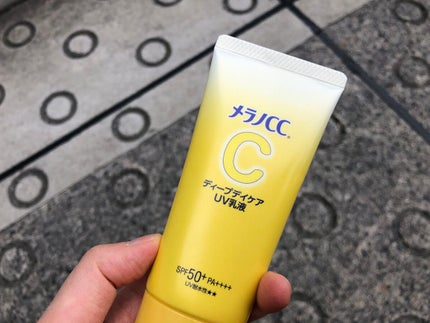 メラノCC®
C
ディープデイケア
UV乳液
SPF50+ PA++++
UV耐水性★★